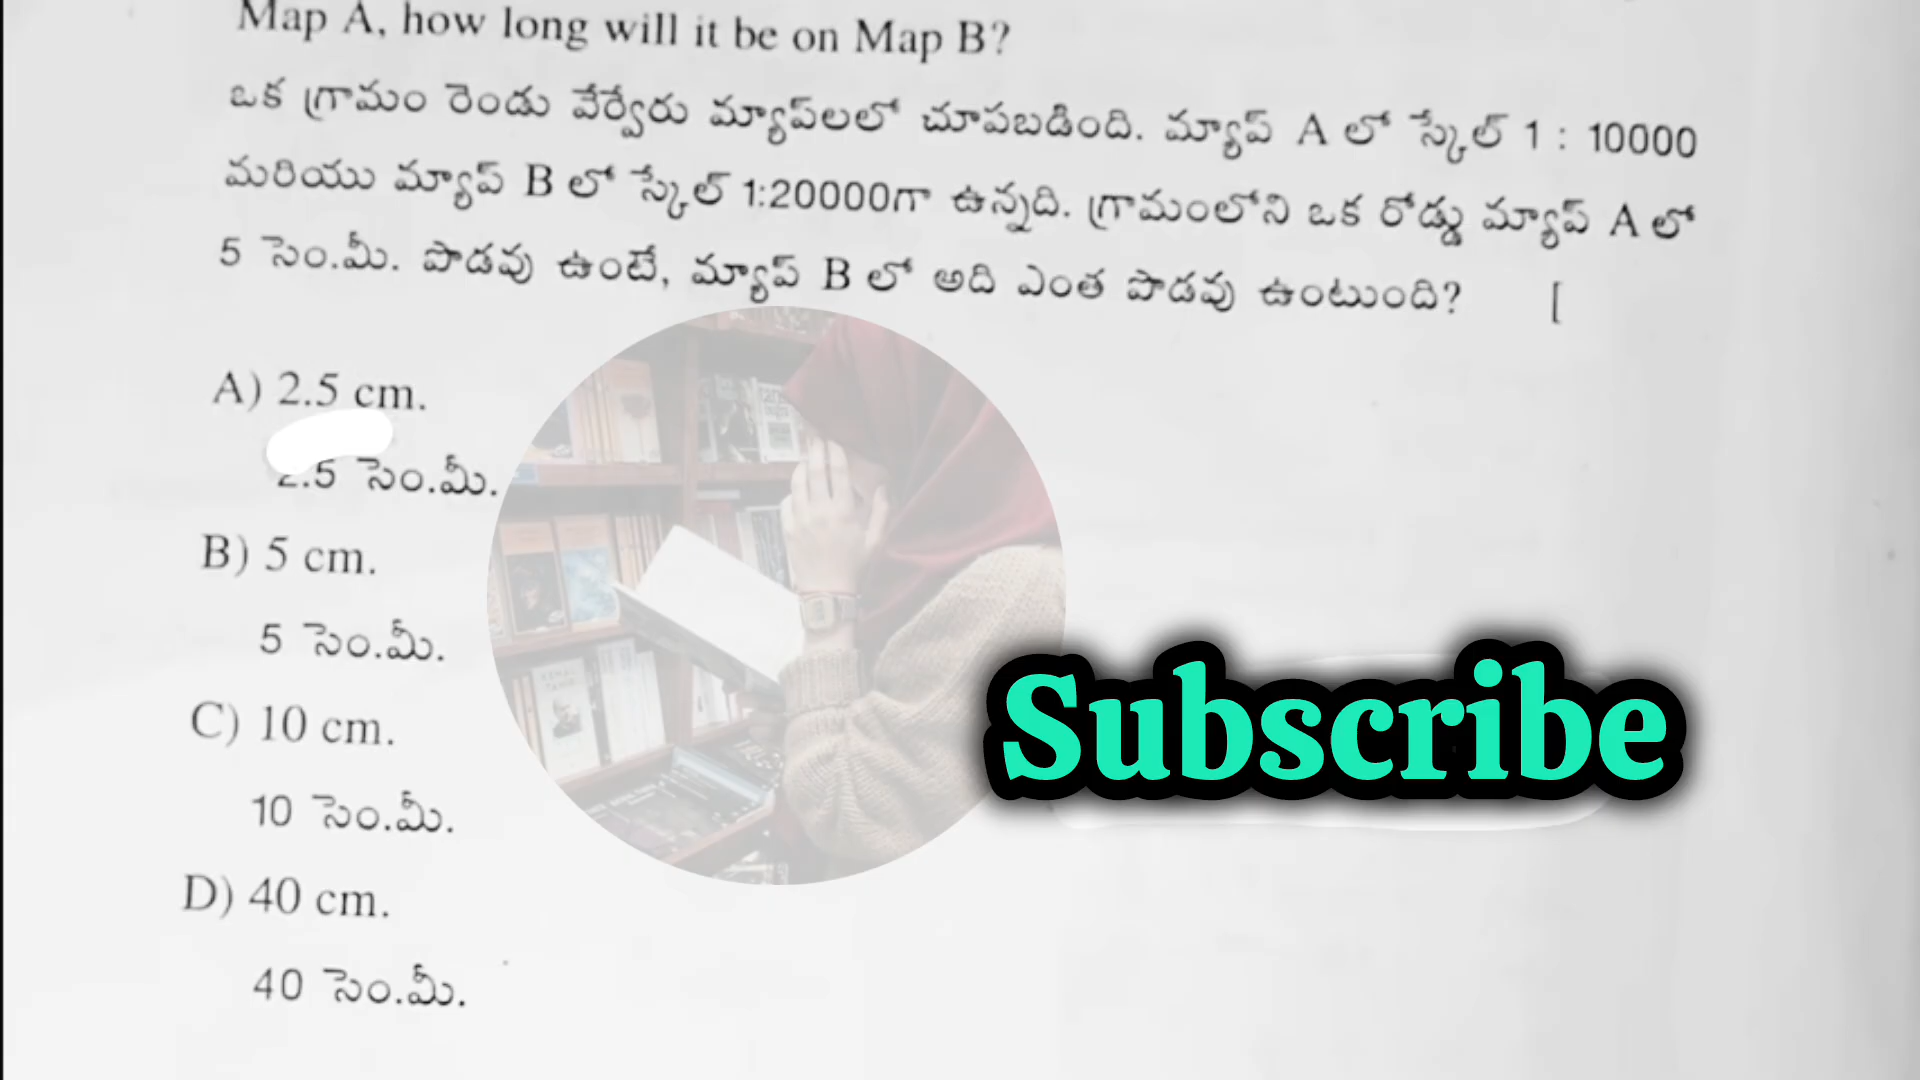 Map A, how long will it be on Map B?
ఒక గ్రామం రెండు వేర్వేరు మ్యాప్‌లలో చూపబడింది. మ్యాప్ A లో స్కేల్ 1 : 10000
మరియు మ్యాప్ B లో స్కేల్ 1:20000గా ఉన్నది. గ్రామంలోని ఒక రోడ్డు మ్యాప్ A లో
5 సెం.మీ. పొడవు ఉంటే, మ్యాప్ B లో అది ఎంత పొడవు ఉంటుంది? [
A) 2.5 cm.
2.5 సెం.మీ.
B) 5 cm.
5 సెం.మీ.
C) 10 cm.
10 సెం.మీ.
Subscribe
D) 40 cm.
40 సెం.మీ.